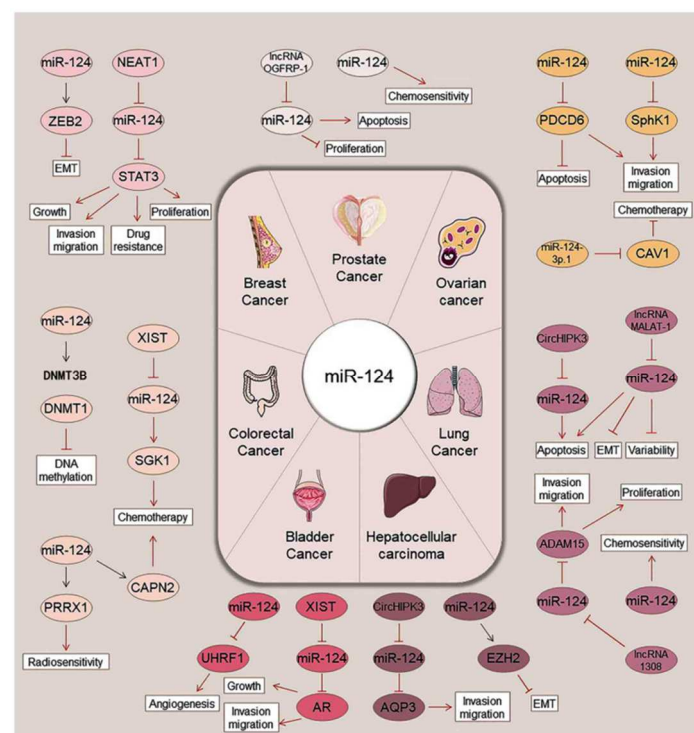 miR-124
NEAT1
ZEB2
miR-124
EMT
STAT3
Growth
Proliferation
Invasion
migration
Drug
resistance
lncRNA
OGFRP-1
miR-124
Chemosensitivity
miR-124
Apoptosis
Proliferation
miR-124
miR-124
PDCD6
SphK1
Apoptosis
Invasion
migration
Chemotherapy
miR-124-
3p.1
CAV1
Breast
Cancer
Prostate
Cancer
Ovarian
cancer
miR-124
Colorectal
Cancer
Lung
Cancer
Bladder
Cancer
Hepatocellular
carcinoma
miR-124
XIST
DNMT3B
DNMT1
miR-124
DNA
methylation
SGK1
Chemotherapy
miR-124
CAPN2
PRRX1
Radiosensitivity
CircHIPK3
lncRNA
MALAT-1
miR-124
miR-124
Apoptosis
EMT
Variability
Invasion
migration
Proliferation
ADAM15
Chemosensitivity
miR-124
miR-124
lncRNA
1308
miR-124
XIST
UHRF1
miR-124
Angiogenesis
Growth
Invasion
migration
AR
CircHIPK3
miR-124
miR-124
EZH2
AQP3
Invasion
migration
EMT